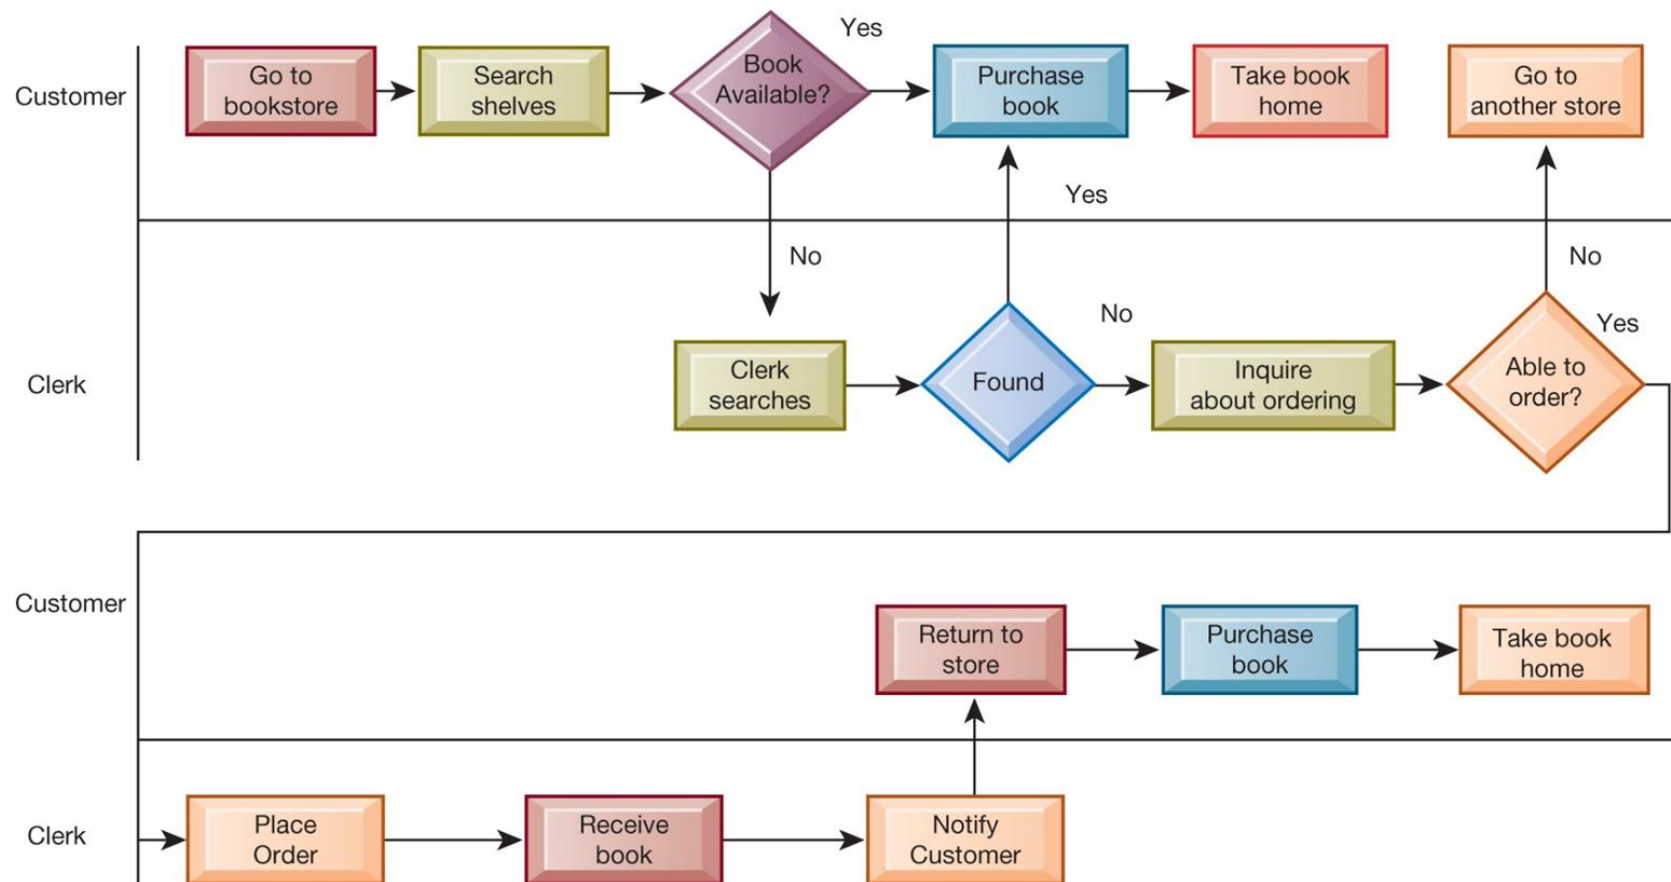 Customer
Go to
bookstore
Search
shelves
Book
Available?
Yes
Purchase
book
Take book
home
Go to
another store
Yes
No
No
Clerk
Clerk
searches
Found
No
Inquire
about ordering
Able to
order?
Yes
Customer
Return to
store
Purchase
book
Take book
home
Clerk
Place
Order
Receive
book
Notify
Customer